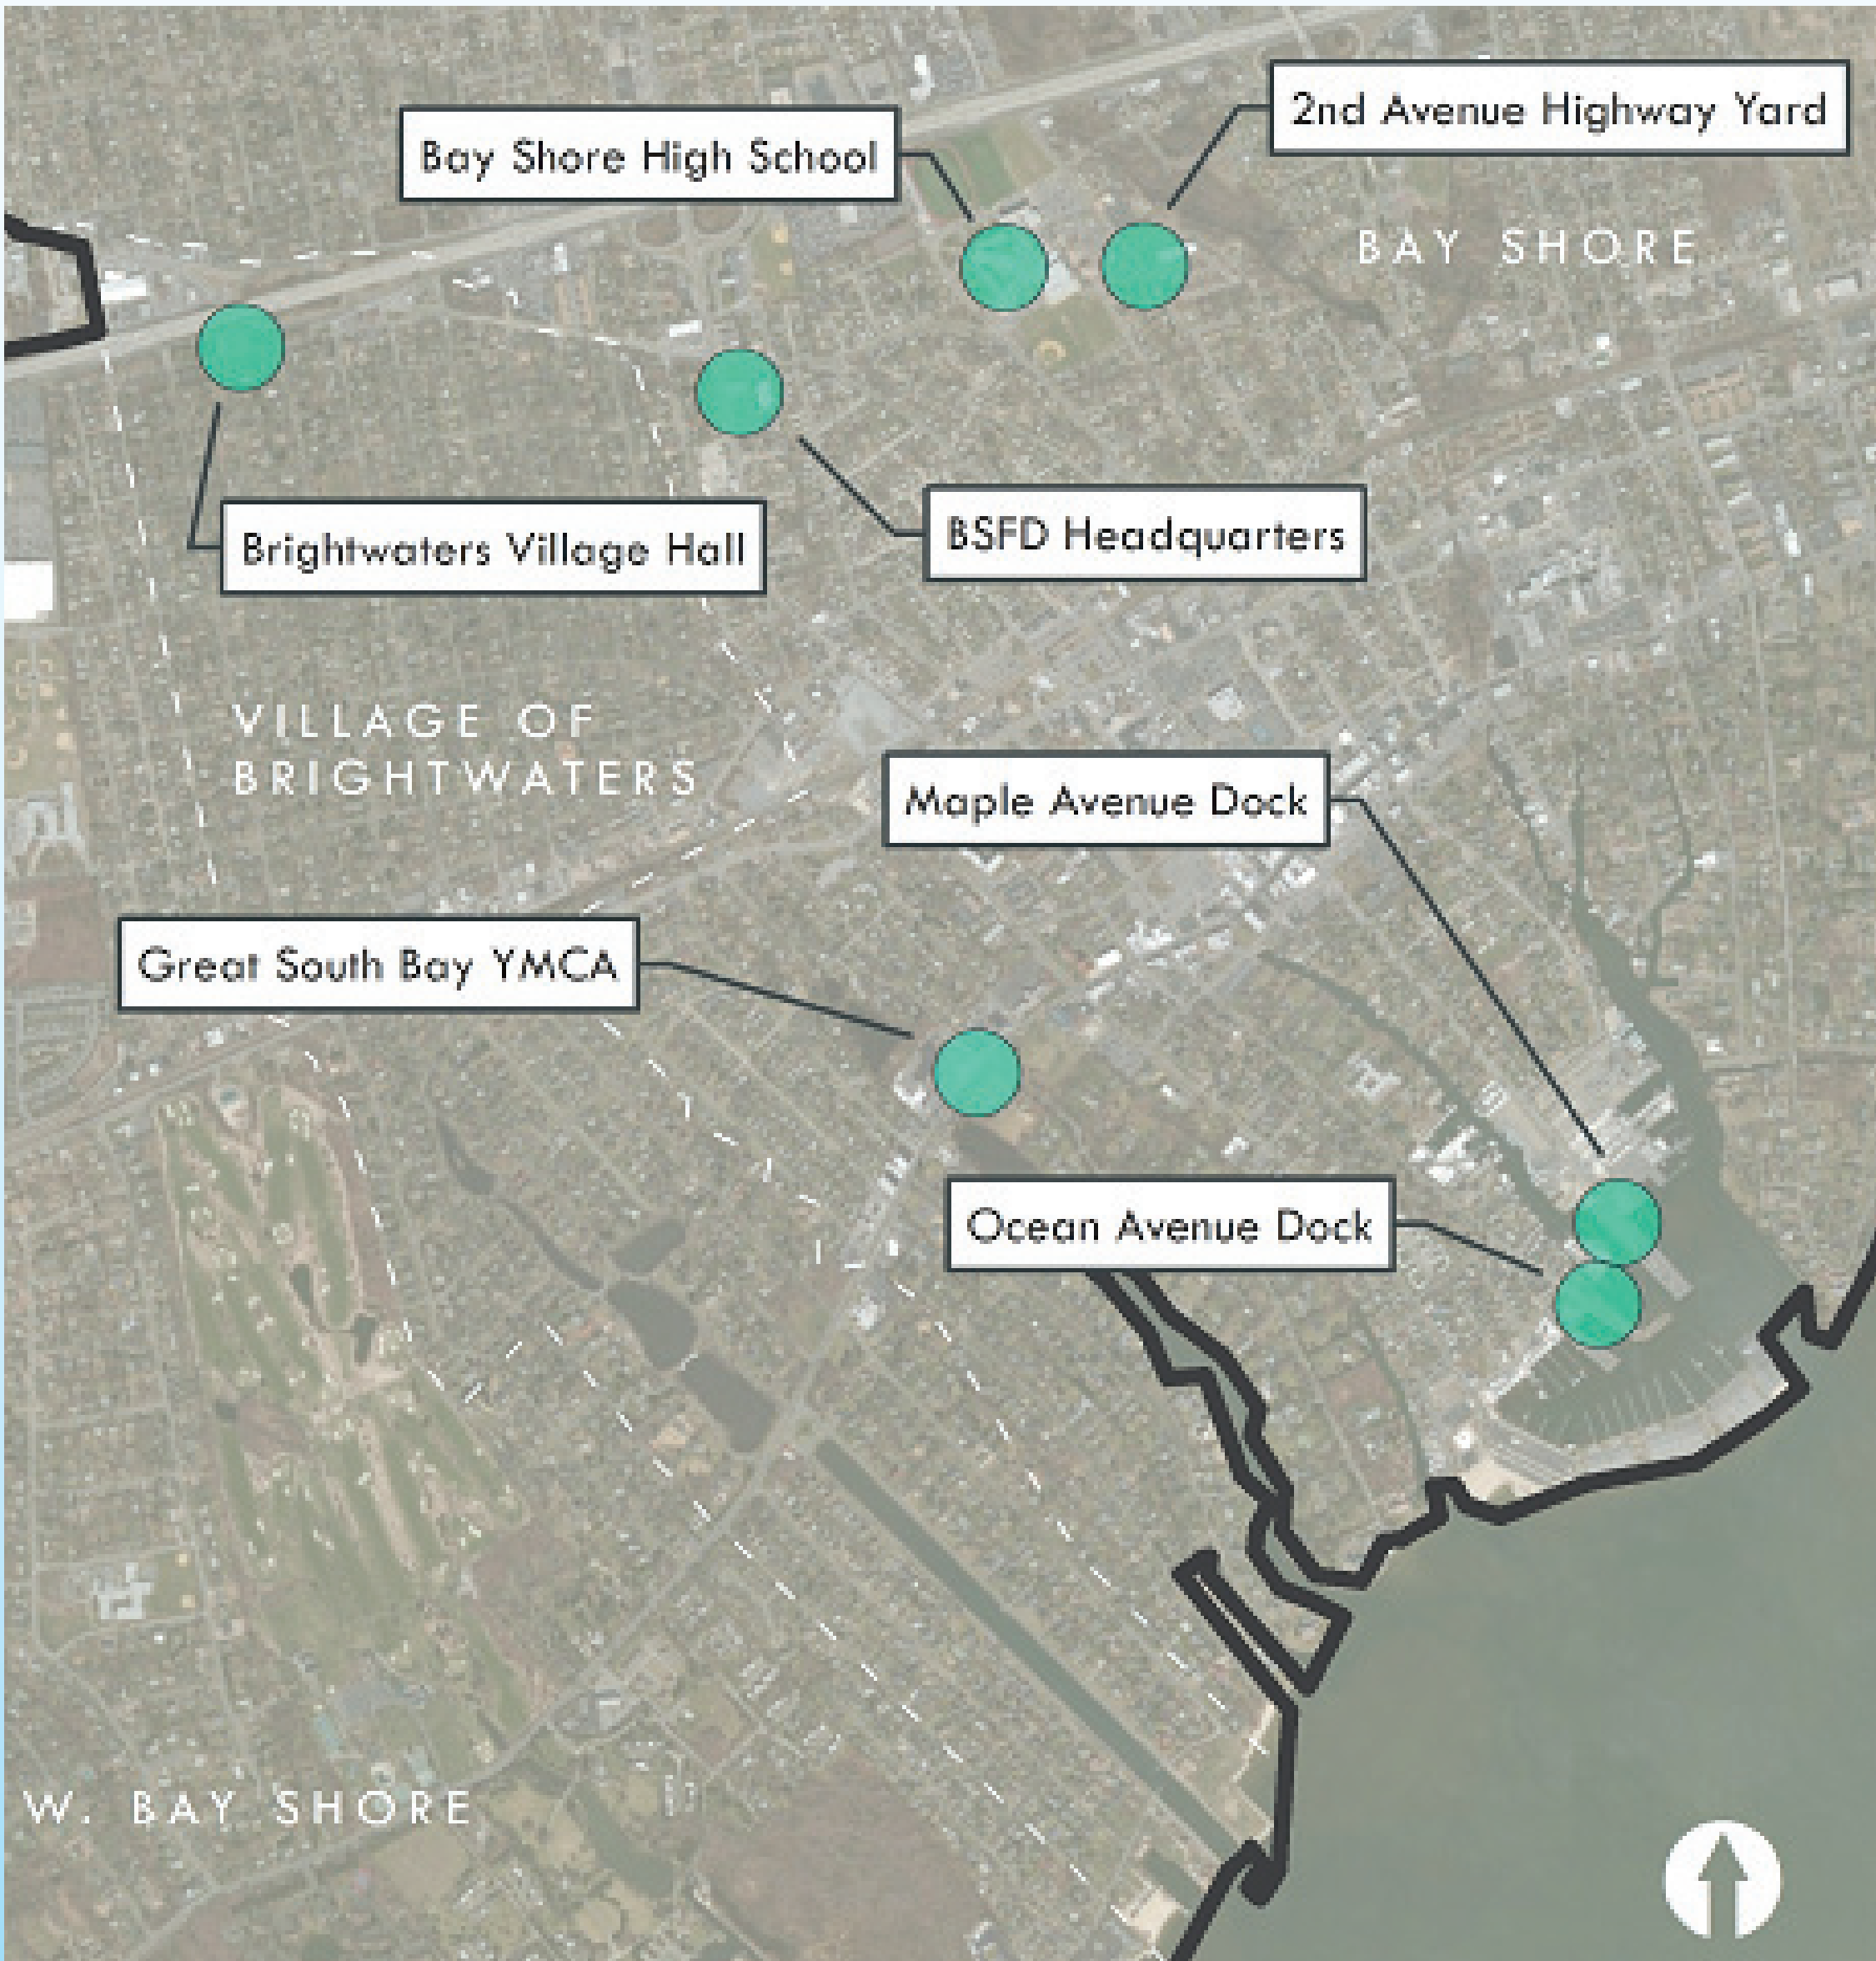 2nd Avenue Highway Yard
Bay Shore High School
BAY SHORE
BSFD Headquarters
Brightwaters Village Hall
VILLAGE OF
BRIGHTWATERS
Maple Avenue Dock
Great South Bay YMCA
Ocean Avenue Dock
W. BAY SHORE